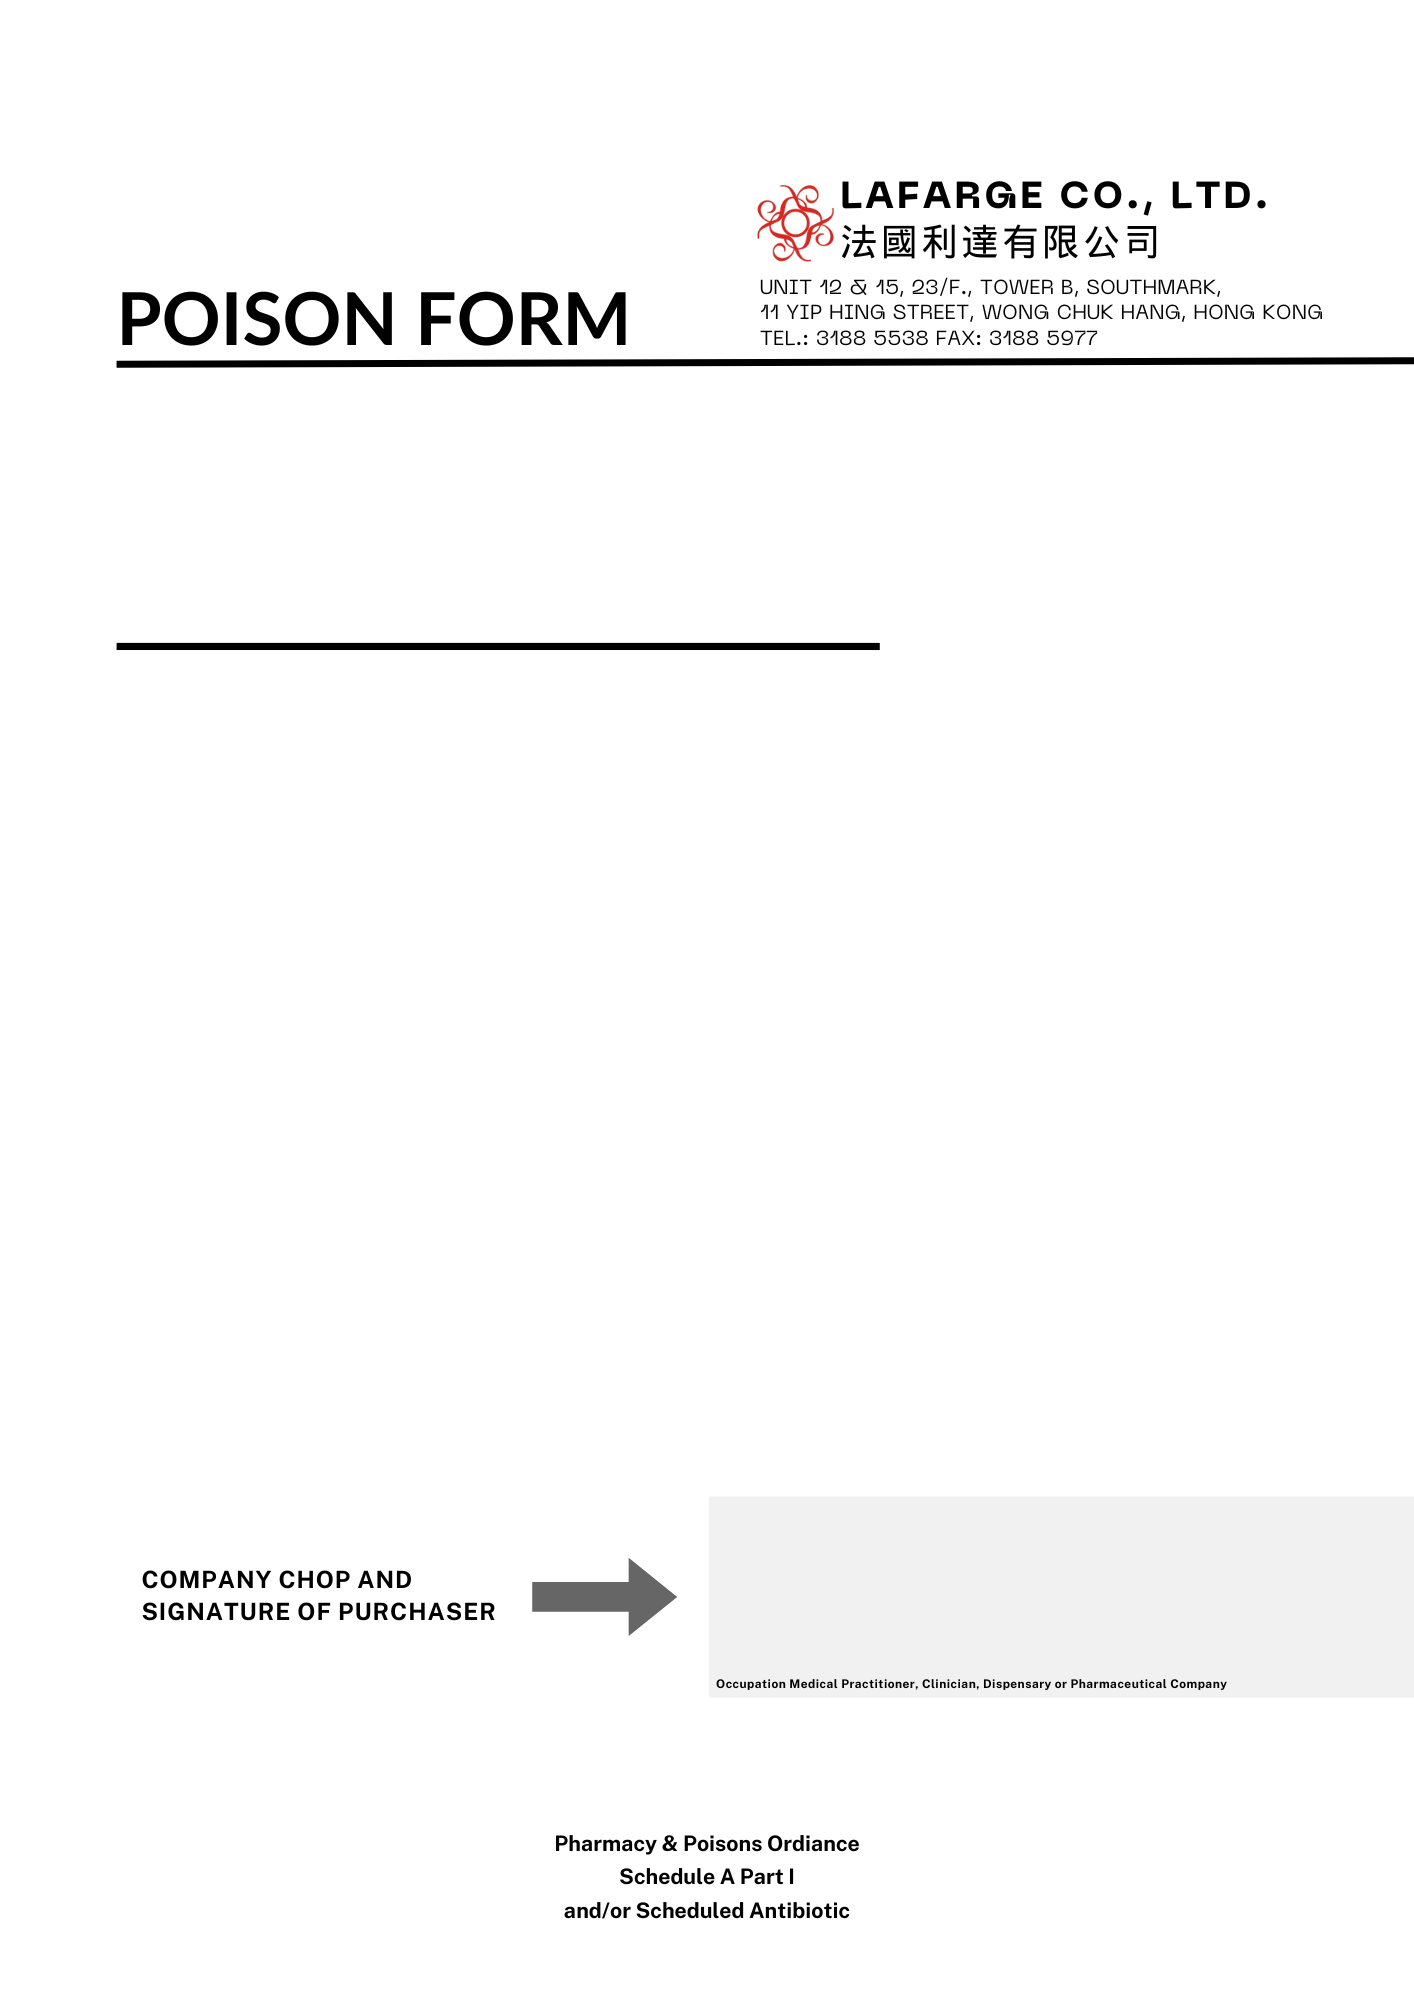 LAFARGE CO., LTD.
法國利達有限公司
POISON FORM
UNIT 12 & 15, 23/F., TOWER B, SOUTHMARK,
11 YIP HING STREET, WONG CHUK HANG, HONG KONG
TEL.: 3188 5538 FAX: 3188 5977
COMPANY CHOP AND
SIGNATURE OF PURCHASER
Occupation Medical Practitioner, Clinician, Dispensary or Pharmaceutical Company
Pharmacy & Poisons Ordiance
Schedule A Part I
and/or Scheduled Antibiotic